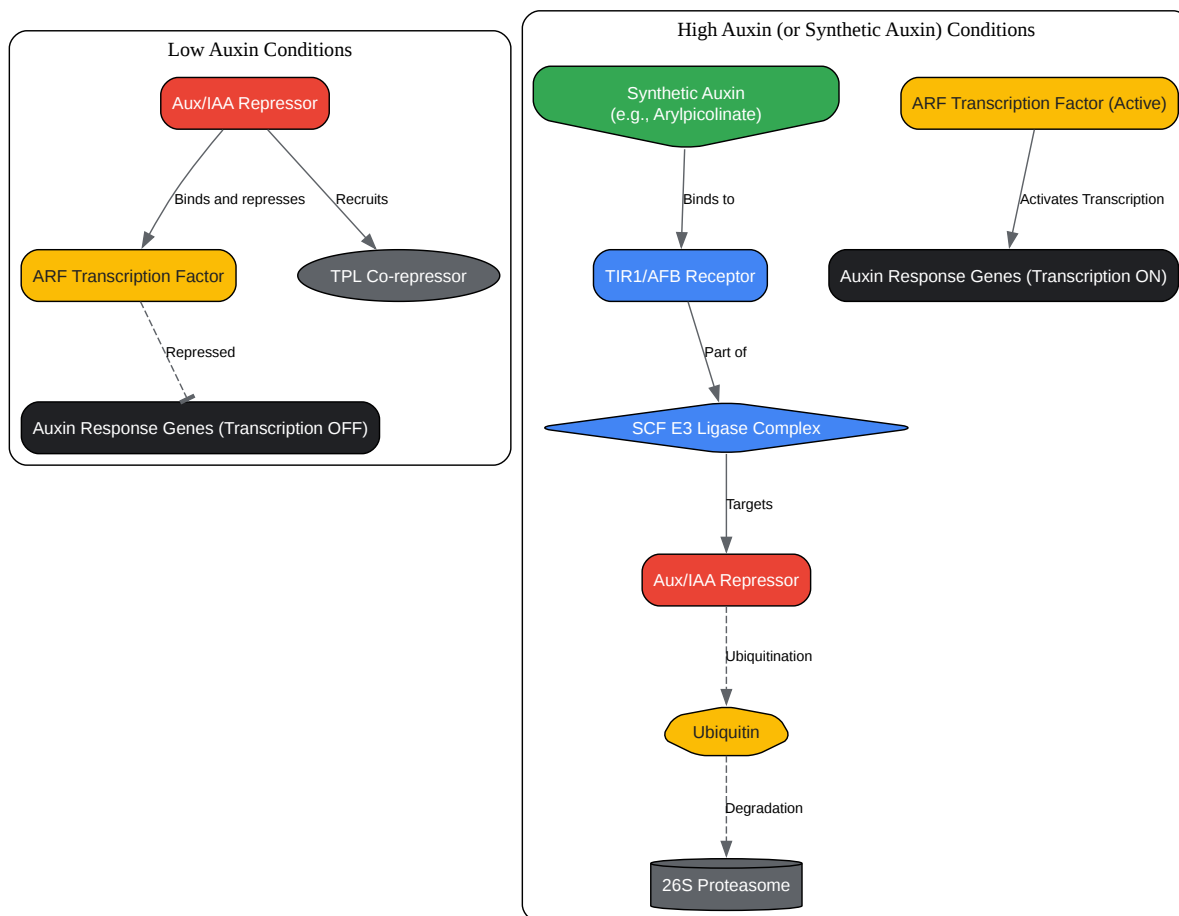 Low Auxin Conditions
Aux/IAA Repressor
Binds and represses
Recruits
ARF Transcription Factor
TPL Co-repressor
Repressed
Auxin Response Genes (Transcription OFF)
High Auxin (or Synthetic Auxin) Conditions
Synthetic Auxin
(e.g., Arylpicolinate)
Binds to
TIR1/AFB Receptor
Part of
SCF E3 Ligase Complex
Targets
Aux/IAA Repressor
Ubiquitination
Ubiquitin
Degradation
26S Proteasome
ARF Transcription Factor (Active)
Activates Transcription
Auxin Response Genes (Transcription ON)